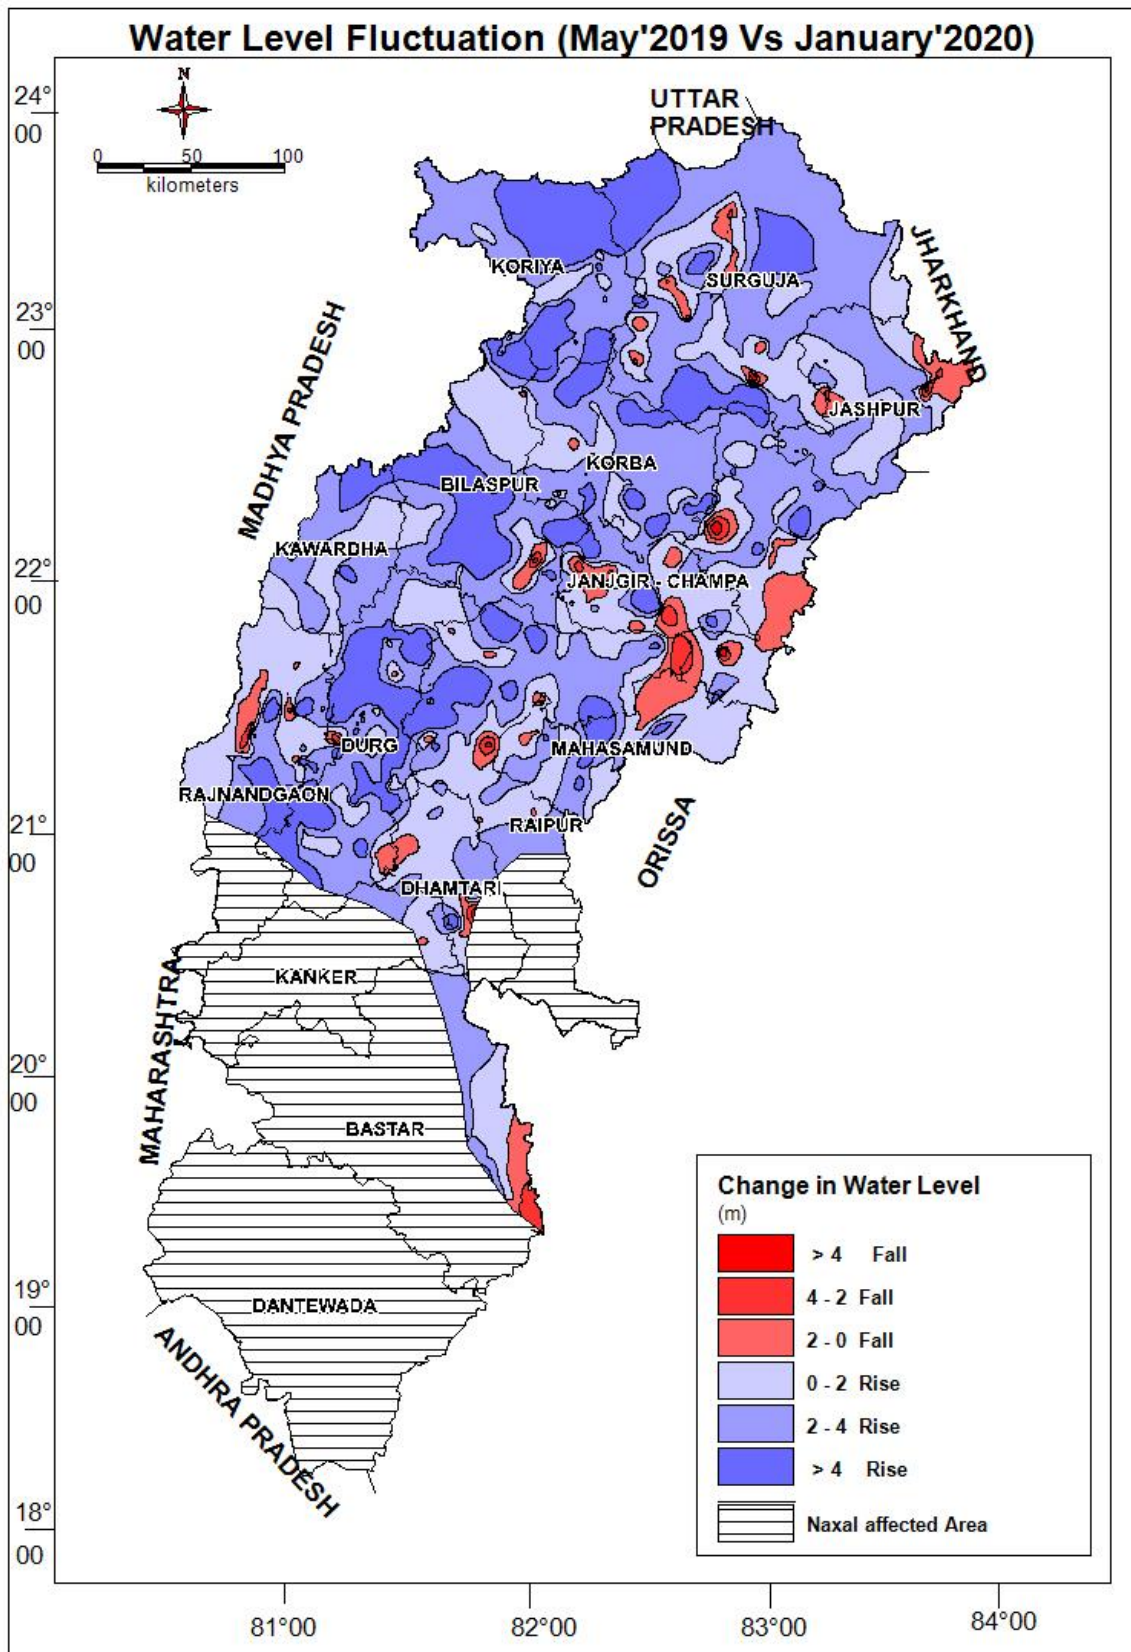 Water Level Fluctuation (May'2019 Vs January'2020)
N
0 50 100
kilometers
24°
00
23°
00
22°
00
21°
00
20°
00
19°
00
18°
00
UTTAR
PRADESH
JHARKHAND
MADHYA PRADESH
ORISSA
MAHARASHTRA
ANDHRA PRADESH
KORIYA
SURGUJA
JASHPUR
KORBA
BILASPUR
KAWARDHA
JANJGIR - CHAMPA
DURG
MAHASAMUND
RAJNANDGAON
RAIPUR
DHAMTARI
KANKER
BASTAR
DANTEWADA
Change in Water Level
(m)
> 4 Fall
4 - 2 Fall
2 - 0 Fall
0 - 2 Rise
2 - 4 Rise
> 4 Rise
Naxal affected Area
81°00 82°00 83°00 84°00